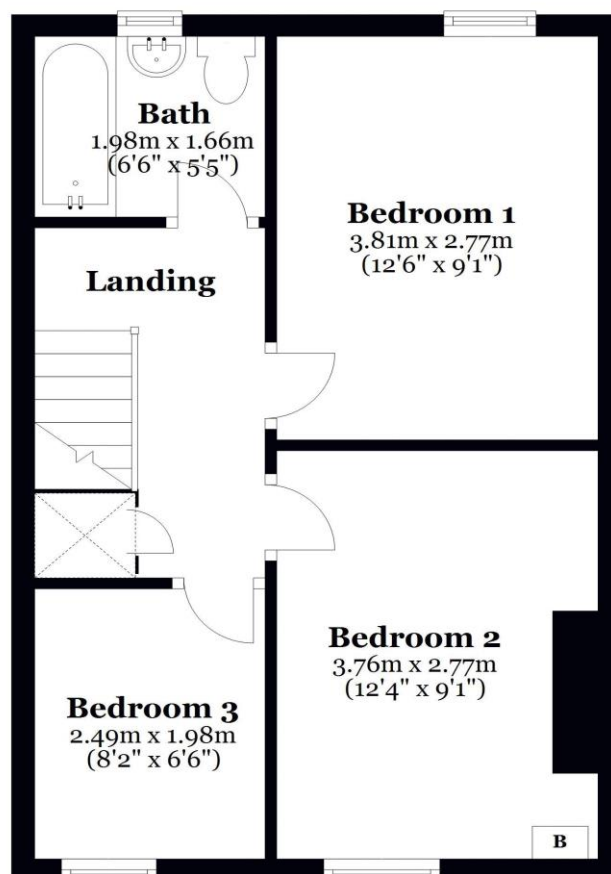 Bath
1.98m x 1.66m
(6'6" x 5'5")
Bedroom 1
3.81m x 2.77m
(12'6" x 9'1")
Landing
Bedroom 2
3.76m x 2.77m
(12'4" x 9'1")
Bedroom 3
2.49m x 1.98m
(8'2" x 6'6")
B